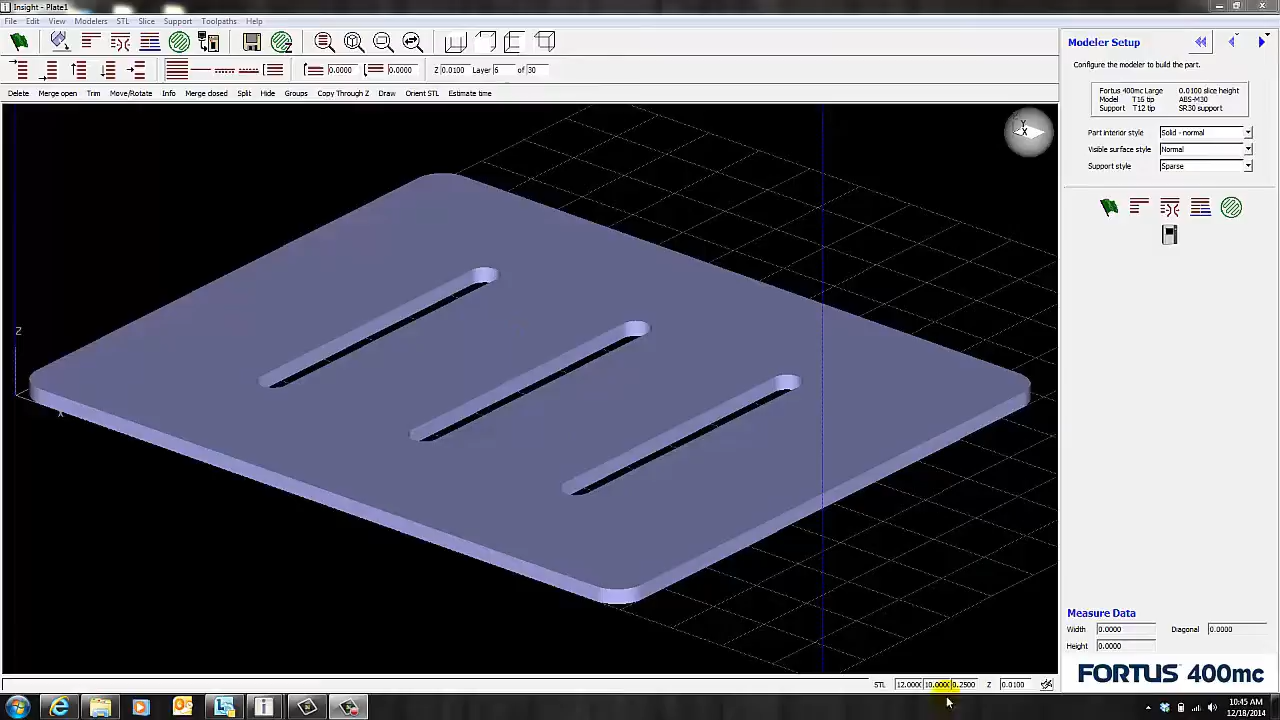 Insight - Plate1
File Edit View Modelers STL Slice Support Toolpaths Help
0.0000 0.0000 Z 0.0100 Layer 6 of 30
Delete Merge open Trim Move/Rotate Info Merge closed Split Hide Groups Copy Through Z Draw Orient STL Estimate time
Modeler Setup
Configure the modeler to build the part.
Fortus 400mc Large 0.0100 slice height
Model T16 tip ABS-M30
Support T12 tip SR30 support
Part interior style Solid - normal
Visible surface style Normal
Support style Sparse
Y
X
Z
X
Measure Data
Width 0.0000 Diagonal 0.0000
Height 0.0000
FORTUS 400mc
STL 12.000 10.000 0.2500 Z 0.0100
10:45 AM
12/18/2014